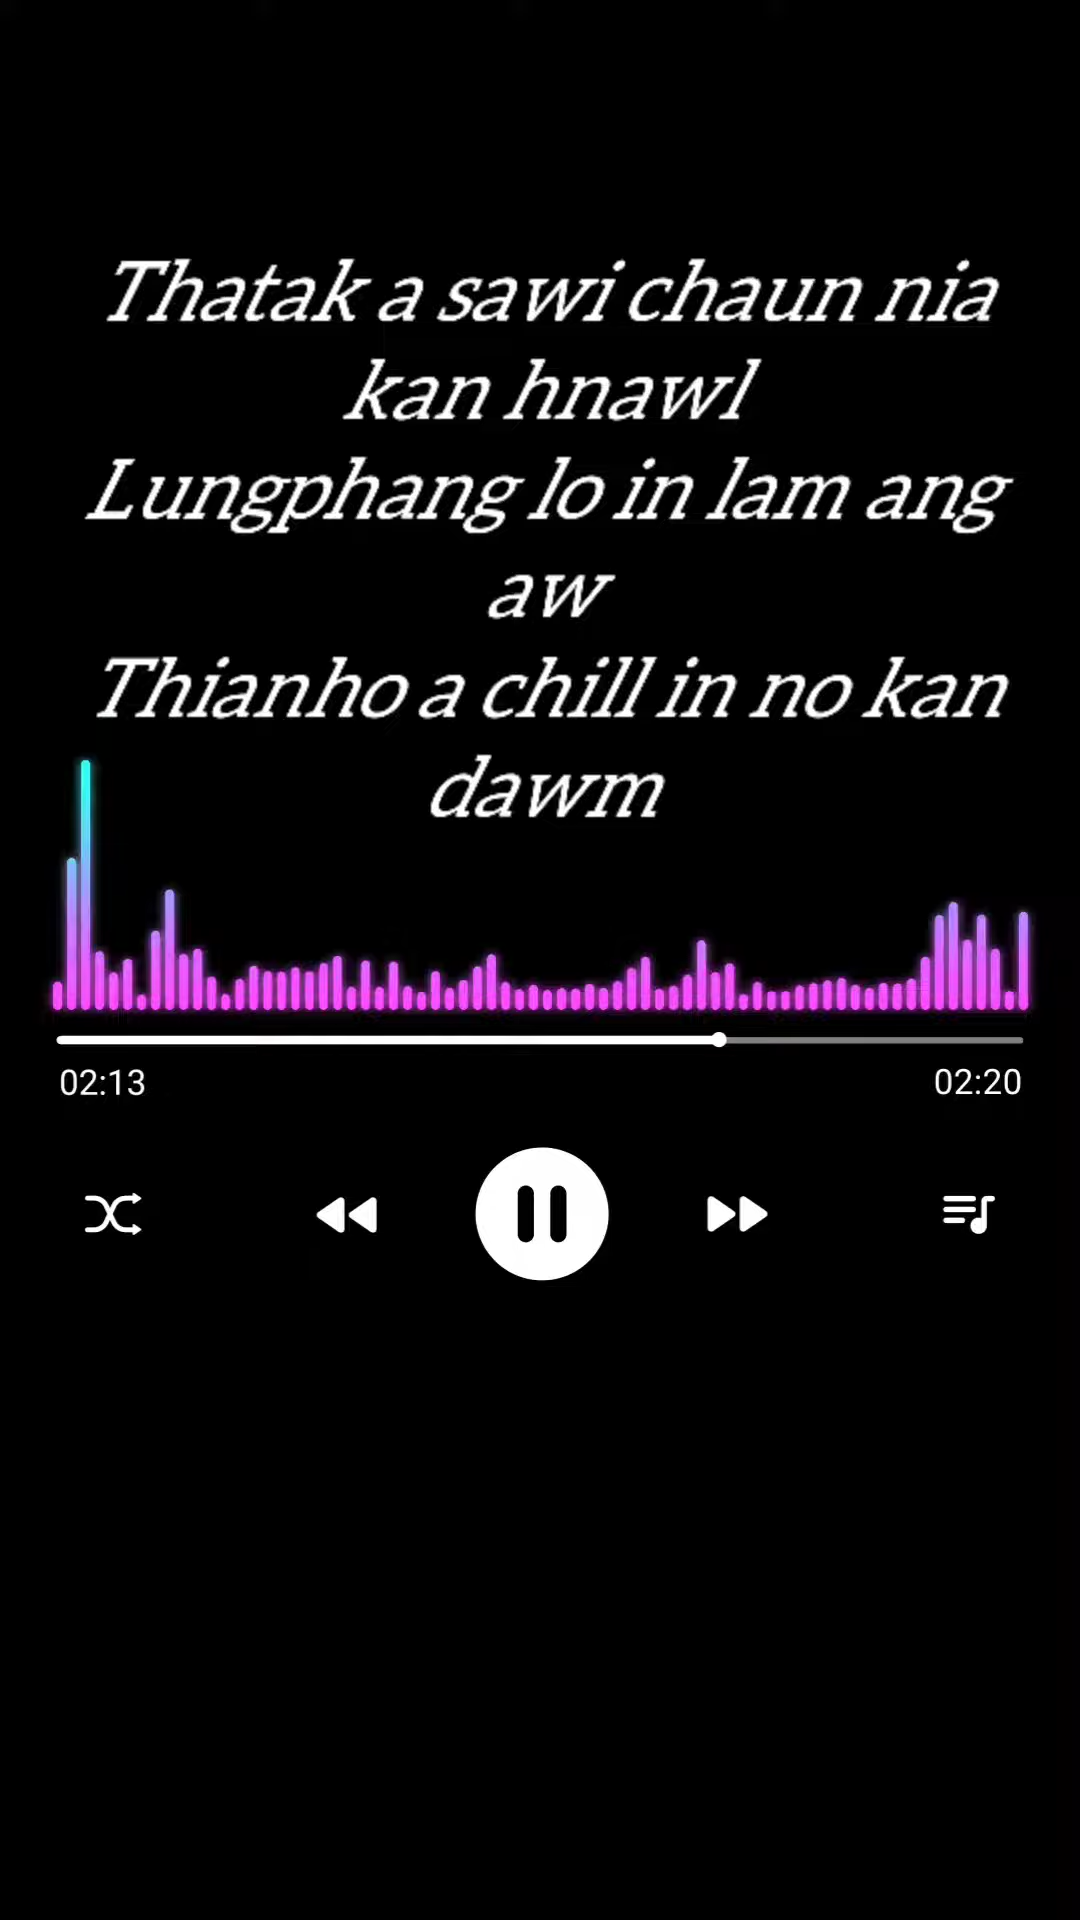 Thatak a sawi chaun nia
kan hnawl
Lungphang lo in lam ang
aw
Thianho a chill in no kan
dawm
02:13
02:20